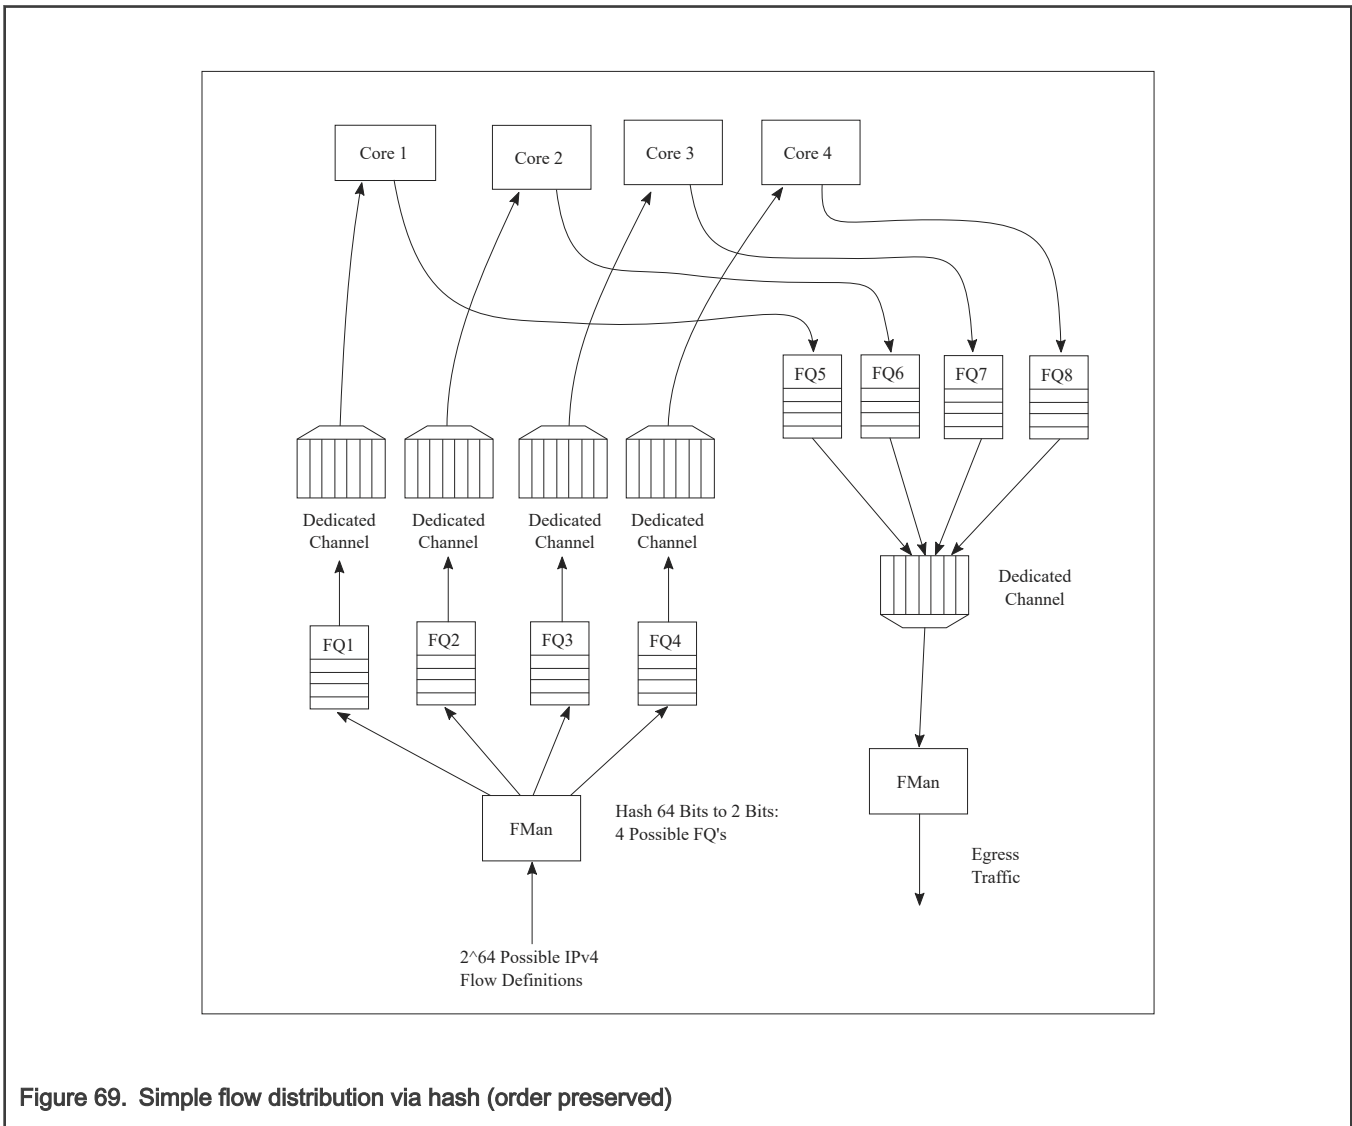 Core 1
Core 2
Core 3
Core 4
FQ5
FQ6
FQ7
FQ8
Dedicated
Channel
Dedicated
Channel
Dedicated
Channel
Dedicated
Channel
Dedicated
Channel
FQ1
FQ2
FQ3
FQ4
FMan
Hash 64 Bits to 2 Bits:
4 Possible FQ's
FMan
Egress
Traffic
2^64 Possible IPv4
Flow Definitions
Figure 69. Simple flow distribution via hash (order preserved)